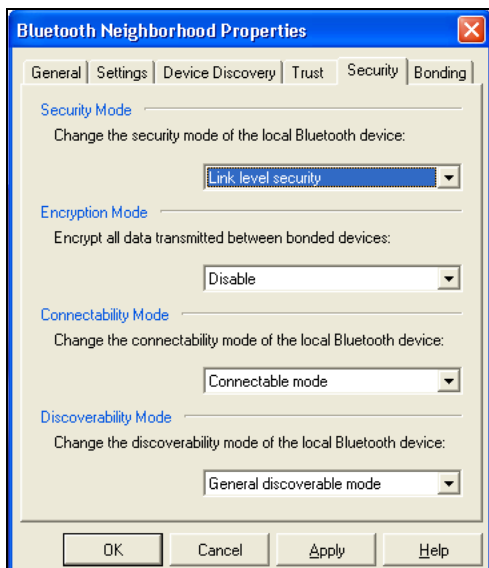 Bluetooth Neighborhood Properties
General Settings Device Discovery Trust Security Bonding
Security Mode
Change the security mode of the local Bluetooth device:
Link level security
Encryption Mode
Encrypt all data transmitted between bonded devices:
Disable
Connectability Mode
Change the connectability mode of the local Bluetooth device:
Connectable mode
Discoverability Mode
Change the discoverability mode of the local Bluetooth device:
General discoverable mode
OK Cancel Apply Help